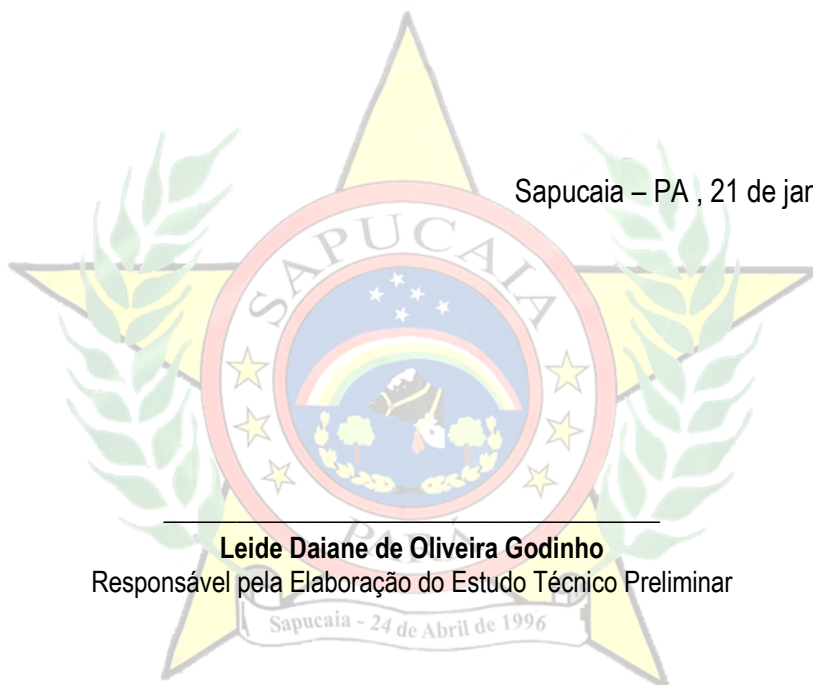 Sapucaia – PA , 21 de jar
SAPUCAIA
Leide Daiane de Oliveira Godinho
PARÁ
Responsável pela Elaboração do Estudo Técnico Preliminar
Sapucaia - 24 de Abril de 1996